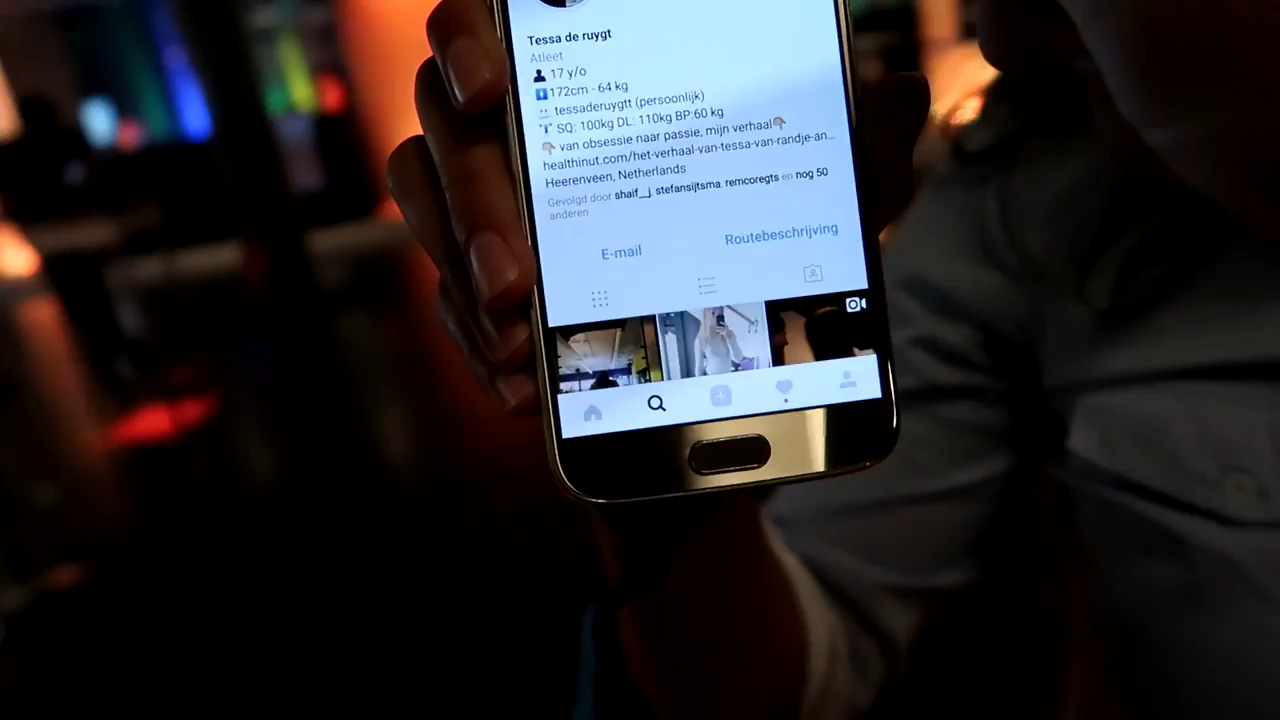 Tessa de ruygt
Atleet
17 y/o
172cm - 64 kg
tessaderuygtt (persoonlijk)
SQ: 100kg DL: 110kg BP:60 kg
van obsessie naar passie, mijn verhaal
healthinut.com/het-verhaal-van-tessa-van-randje-an...
Heerenveen, Netherlands
Gevolgd door shaif__j, stefansijtsma, remcoregts en nog 50
anderen
E-mail
Routebeschrijving